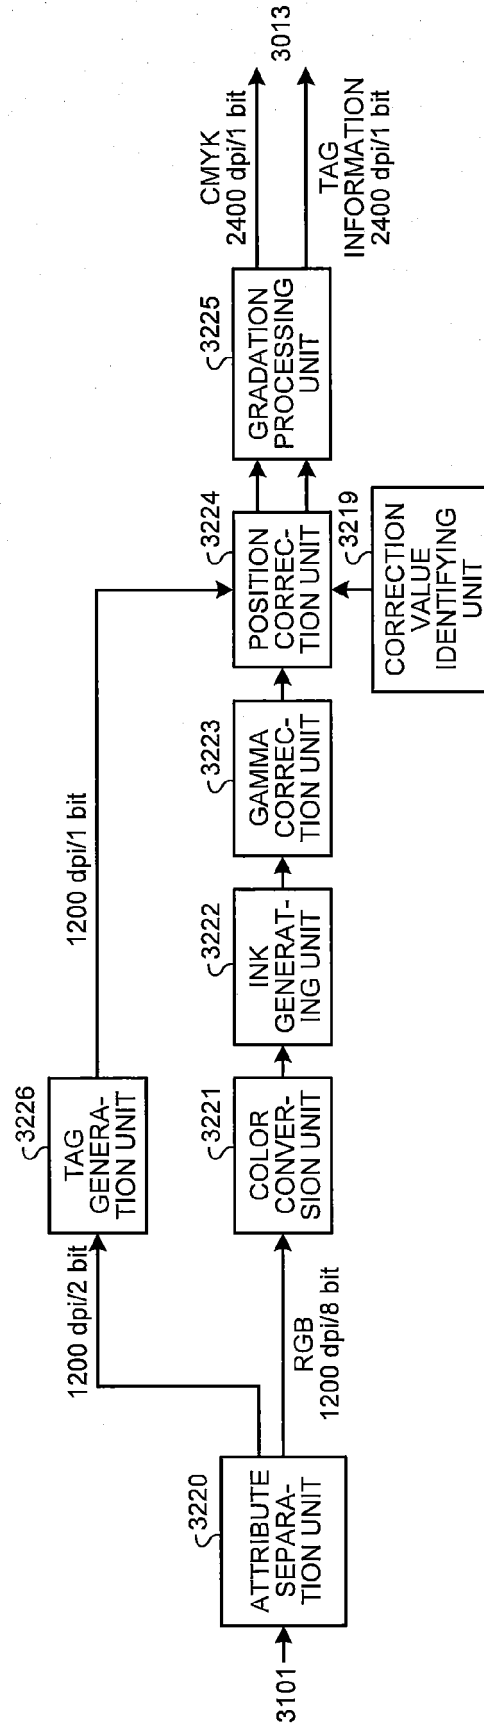 3101
ATTRIBUTE
SEPARA-
TION UNIT
3220
1200 dpi/2 bit
RGB
1200 dpi/8 bit
TAG
GENERA-
TION UNIT
3226
1200 dpi/1 bit
COLOR
CONVER-
SION UNIT
3221
INK
GENERAT-
ING UNIT
3222
GAMMA
CORREC-
TION UNIT
3223
POSITION
CORREC-
TION UNIT
3224
CORRECTION
VALUE
IDENTIFYING
UNIT
3219
GRADATION
PROCESSING
UNIT
3225
CMYK
2400 dpi/1 bit
3013
TAG
INFORMATION
2400 dpi/1 bit